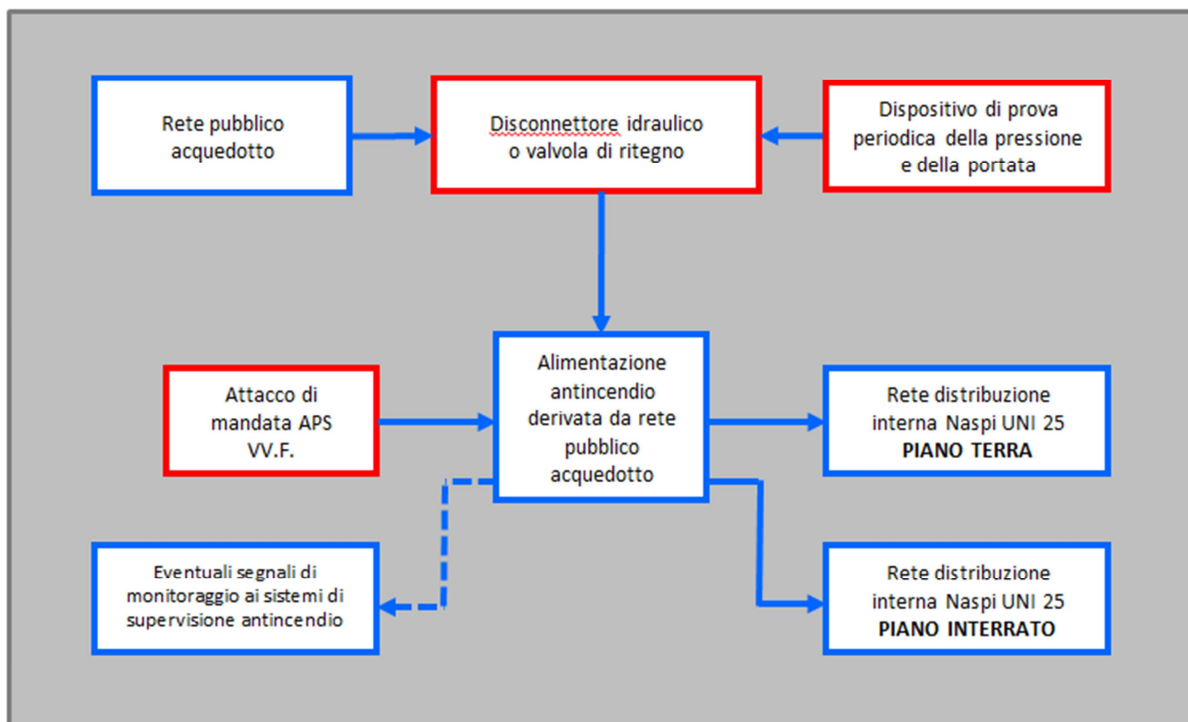 Rete pubblico
acquedotto
Disconnettore idraulico
o valvola di ritegno
Dispositivo di prova
periodica della pressione
e della portata
Attacco di
mandata APS
VV.F.
Alimentazione
antincendio
derivata da rete
pubblico
acquedotto
Rete distribuzione
interna Naspi UNI 25
PIANO TERRA
Eventuali segnali di
monitoraggio ai sistemi di
supervisione antincendio
Rete distribuzione
interna Naspi UNI 25
PIANO INTERRATO